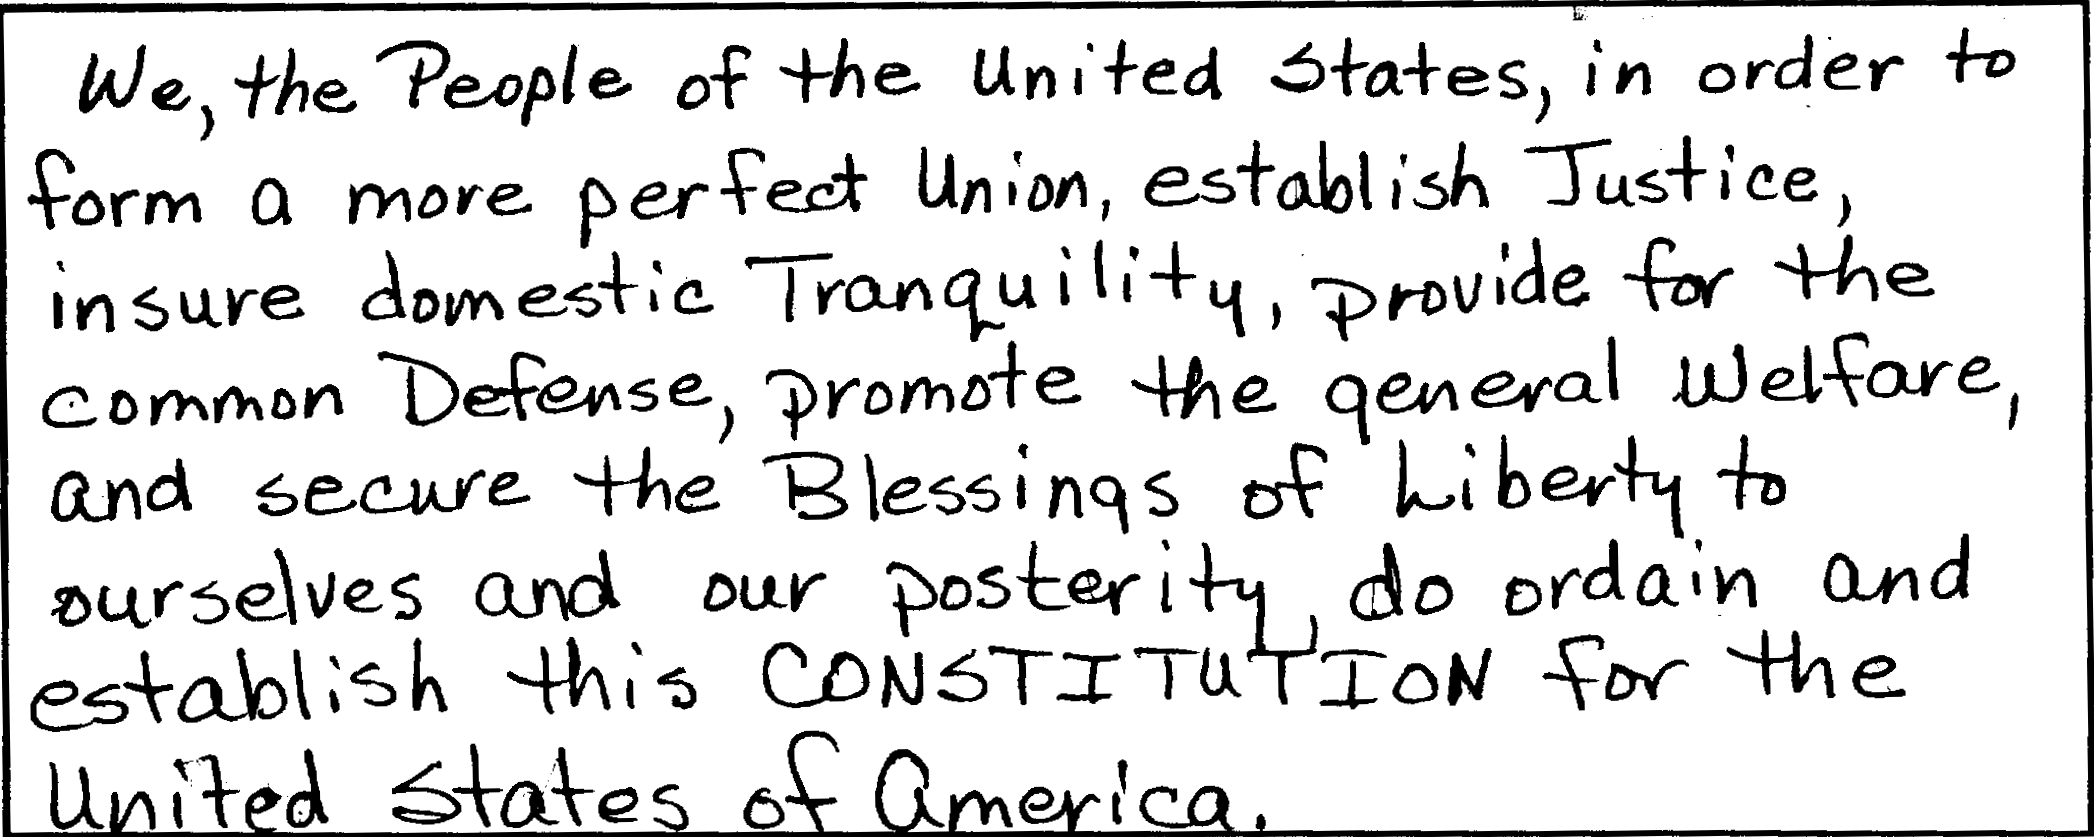 We, the People of the United States, in order to
form a more perfect Union, establish Justice,
insure domestic Tranquility, provide for the
common Defense, promote the general Welfare,
and secure the Blessings of Liberty to
ourselves and our posterity, do ordain and
establish this CONSTITUTION for the
United States of America.